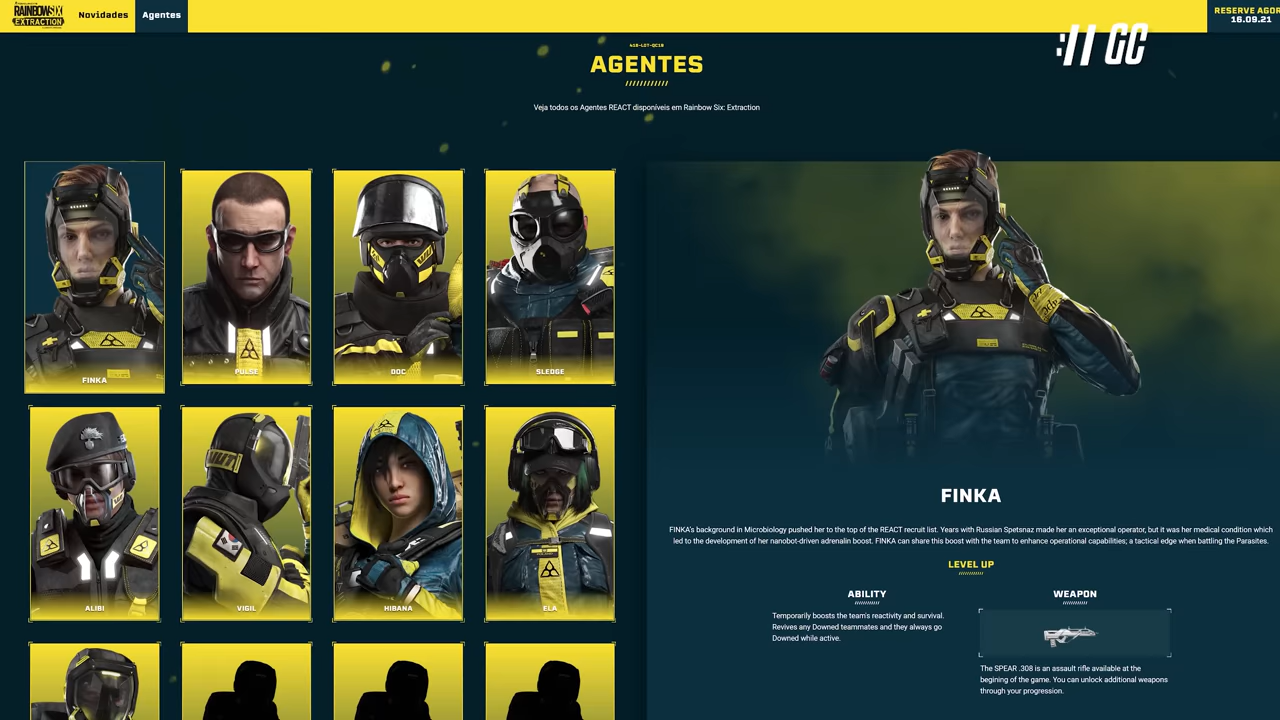 RAINBOWSIX
EXTRACTION
Novidades
Agentes
RESERVE AGOR
16.09.21
:// CC
AGENTES
Veja todos os Agentes REACT disponíveis em Rainbow Six: Extraction
FINKA
PULSE
DOC
SLEDGE
ALIBI
VIGIL
HIBANA
ELA
FINKA
FINKA's background in Microbiology pushed her to the top of the REACT recruit list. Years with Russian Spetsnaz made her an exceptional operator, but it was her medical condition which
led to the development of her nanobot-driven adrenalin boost. FINKA can share this boost with the team to enhance operational capabilities; a tactical edge when battling the Parasites.
LEVEL UP
ABILITY
Temporarily boosts the team's reactivity and survival.
Revives any Downed teammates and they always go
Downed while active.
WEAPON
The SPEAR .308 is an assault rifle available at the
begining of the game. You can unlock additional weapons
through your progression.